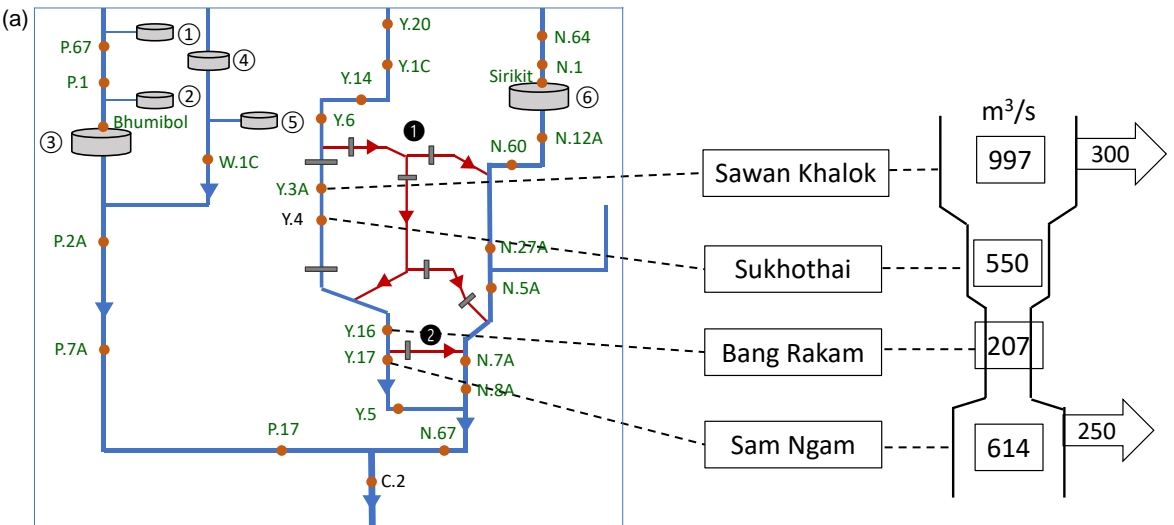 (a)
P.67
①
P.1
④
②
Bhumibol
③
⑤
W.1C
P.2A
P.7A
P.17
Y.20
Y.1C
Y.14
Y.6
❶
Y.3A
Y.4
Y.16
Y.17
❷
Y.5
N.64
N.1
Sirikit
⑥
N.12A
N.60
N.27A
N.5A
N.7A
N.8A
N.67
C.2
Sawan Khalok
Sukhothai
Bang Rakam
Sam Ngam
m³/s
997
300
550
207
614
250